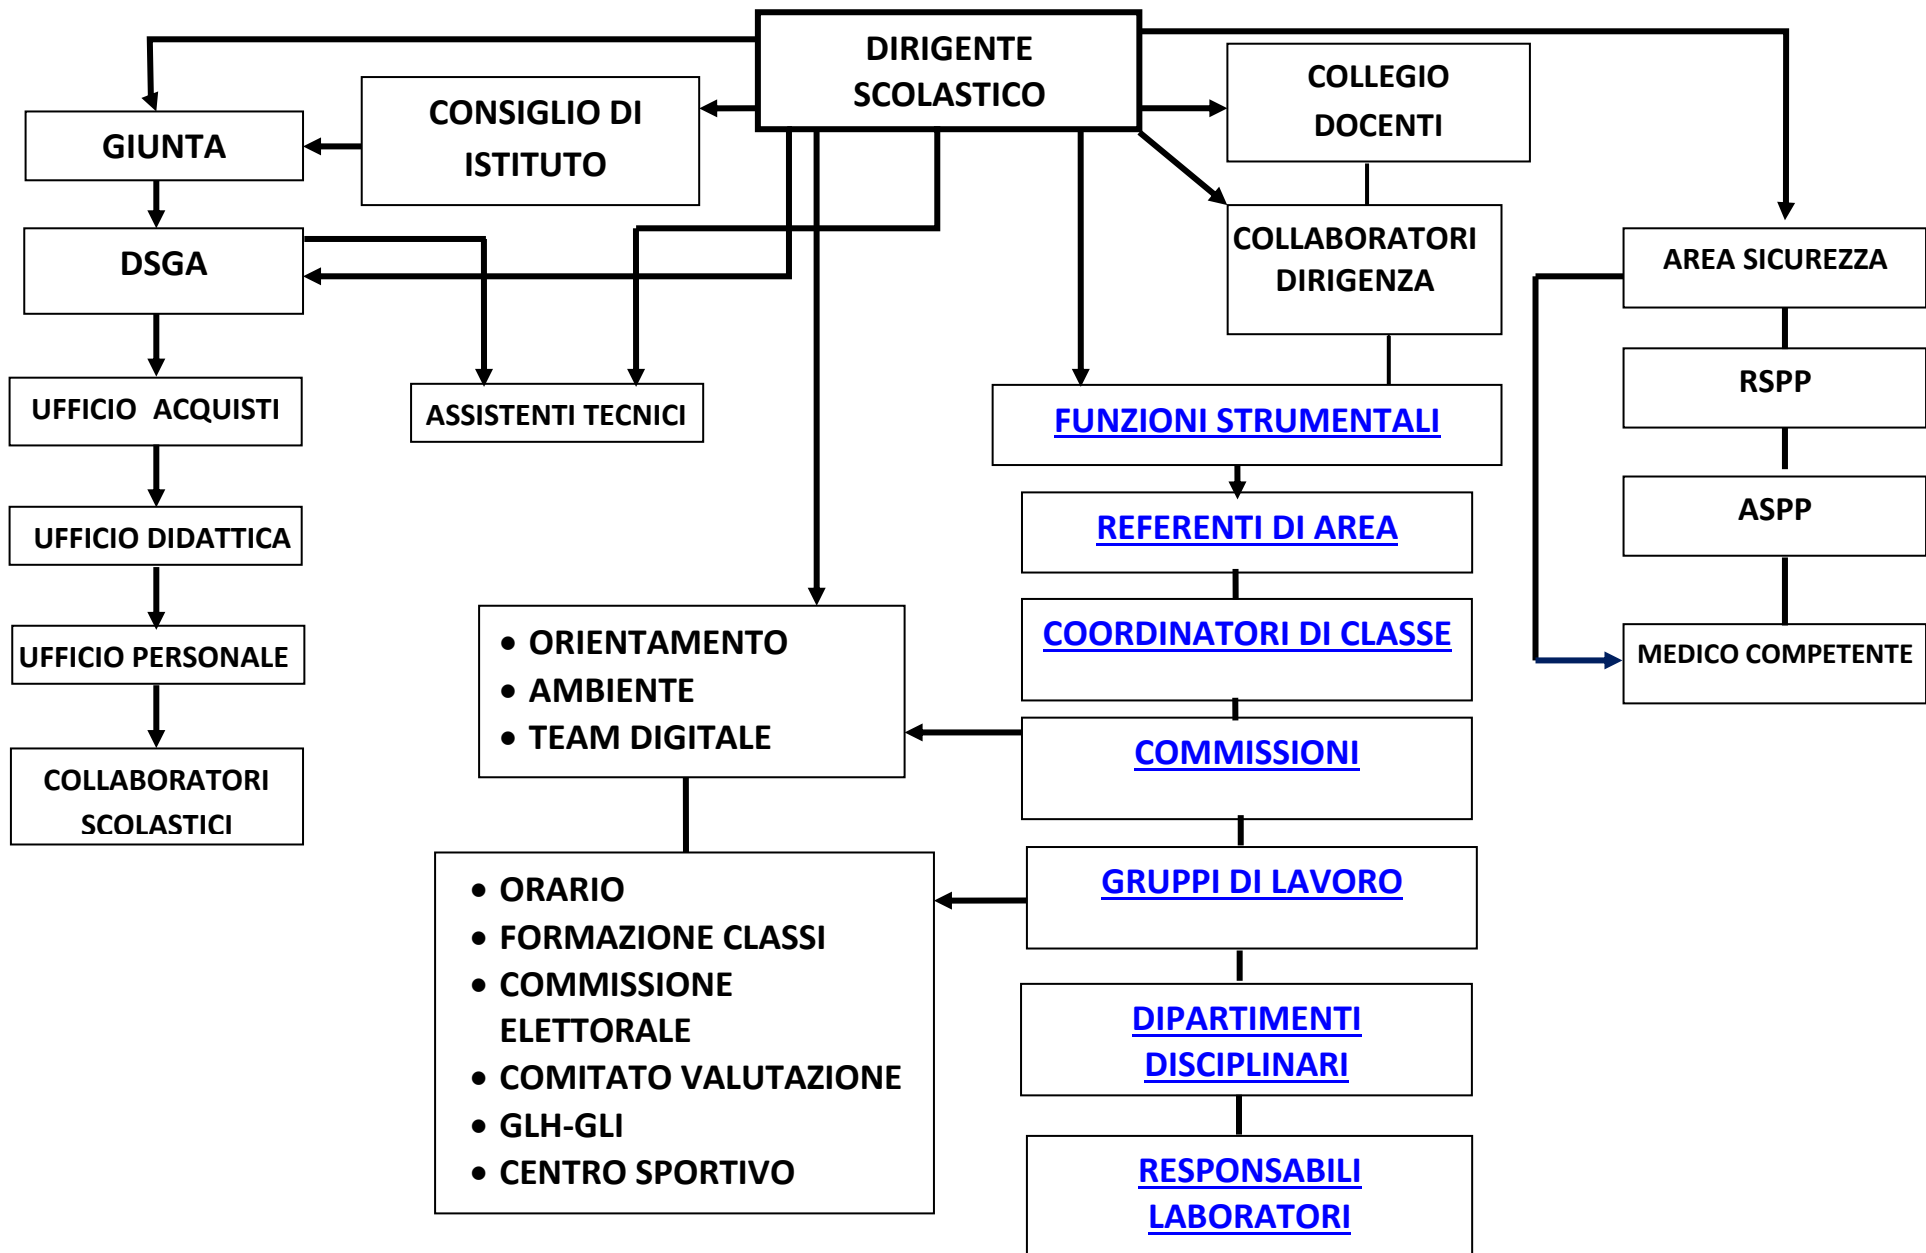 DIRIGENTE
SCOLASTICO
COLLEGIO
DOCENTI
CONSIGLIO DI
ISTITUTO
GIUNTA
DSGA
COLLABORATORI
DIRIGENZA
AREA SICUREZZA
UFFICIO ACQUISTI
ASSISTENTI TECNICI
FUNZIONI STRUMENTALI
RSPP
UFFICIO DIDATTICA
REFERENTI DI AREA
ASPP
UFFICIO PERSONALE
• ORIENTAMENTO
• AMBIENTE
• TEAM DIGITALE
COORDINATORI DI CLASSE
MEDICO COMPETENTE
COLLABORATORI
SCOLASTICI
COMMISSIONI
• ORARIO
• FORMAZIONE CLASSI
• COMMISSIONE
ELETTORALE
• COMITATO VALUTAZIONE
• GLH-GLI
• CENTRO SPORTIVO
GRUPPI DI LAVORO
DIPARTIMENTI
DISCIPLINARI
RESPONSABILI
LABORATORI